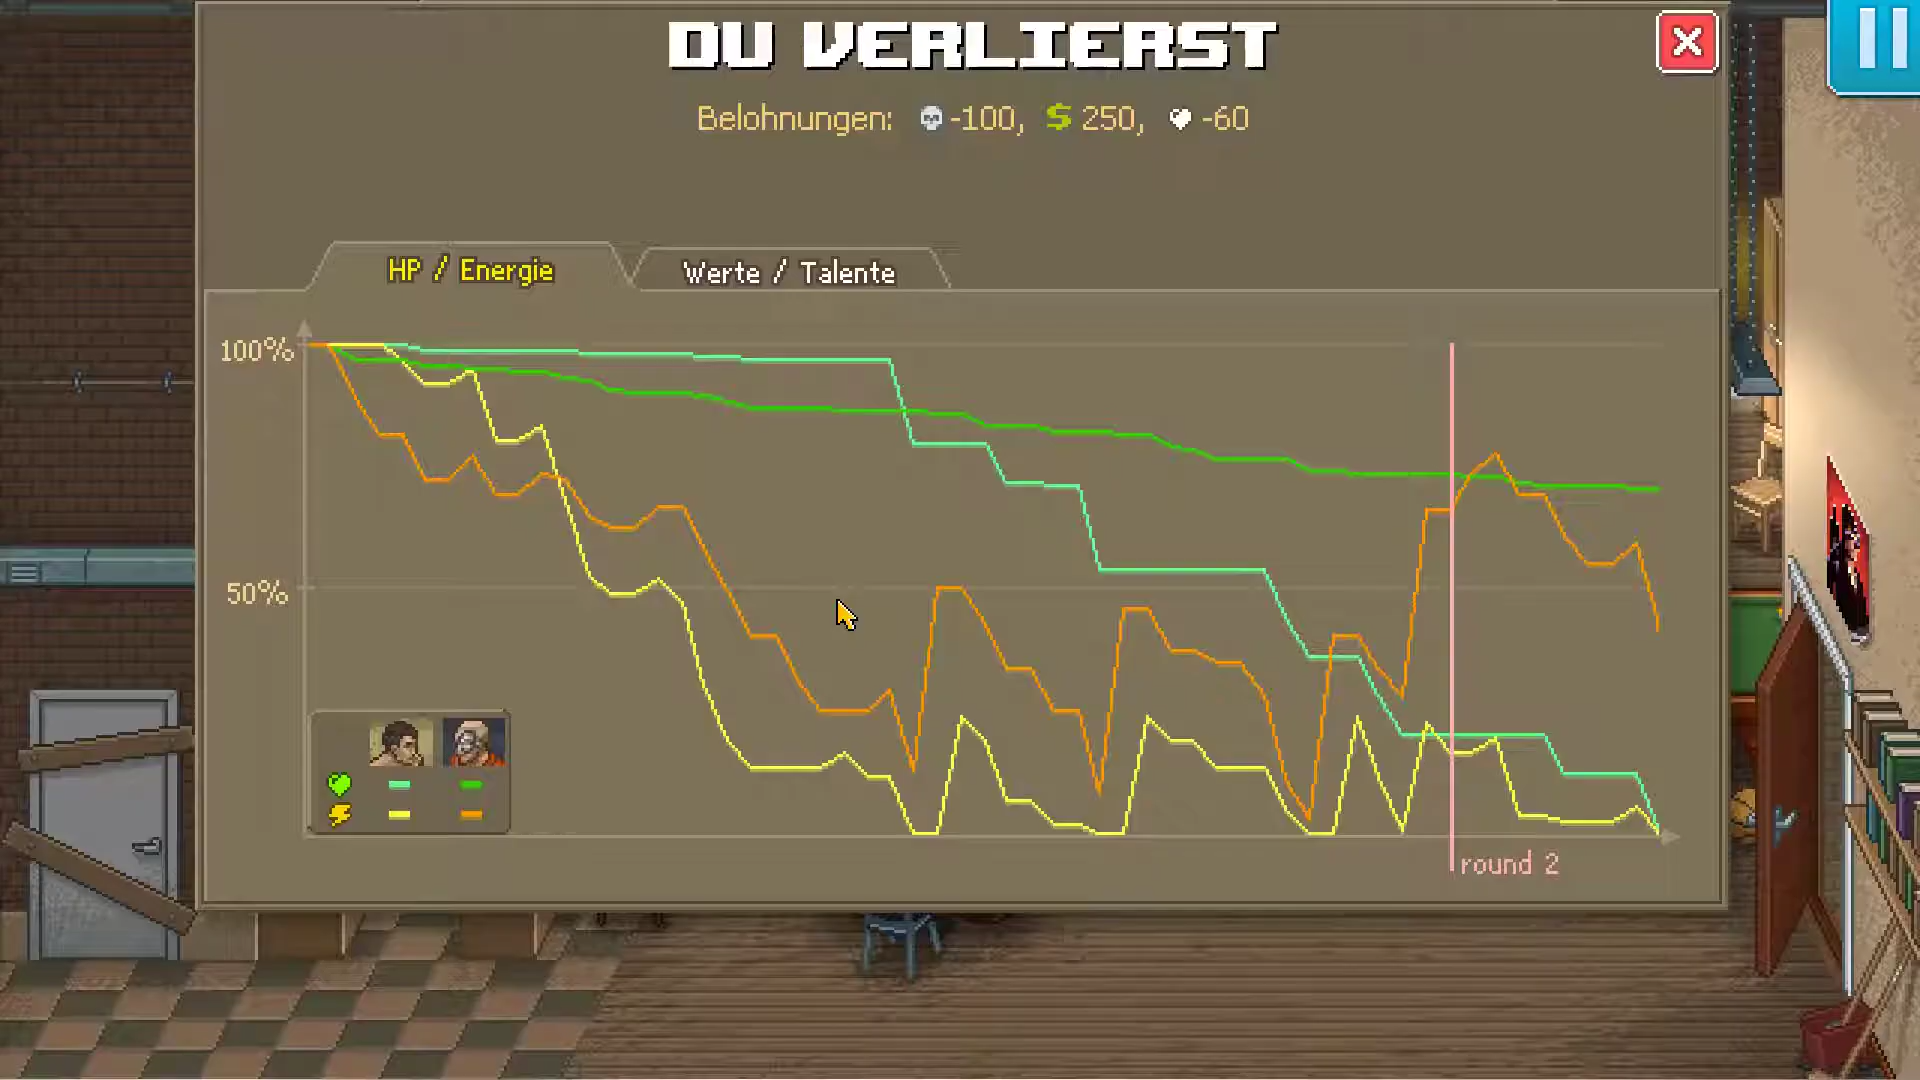 DU VERLIERST
Belohnungen: -100, $ 250, -60
HP / Energie
Werte / Talente
100%
50%
round 2